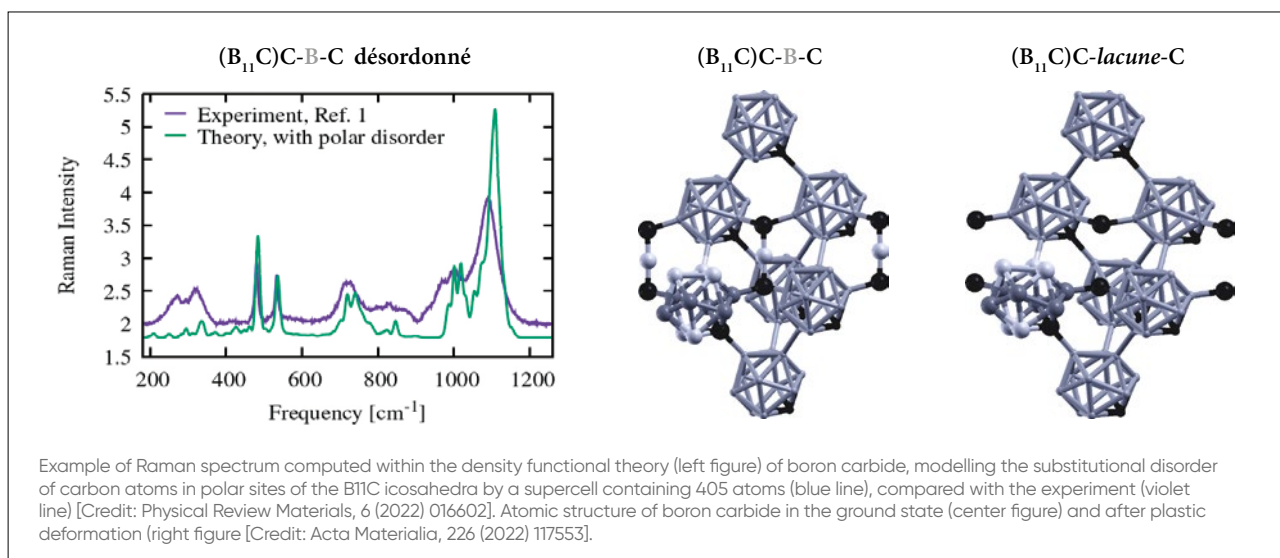 (B₁₁C)C-B-C désordonné
(B₁₁C)C-B-C
(B₁₁C)C-lacune-C
5.5
5
4.5
4
3.5
3
2.5
2
1.5
Raman Intensity
Experiment, Ref. 1
Theory, with polar disorder
200 400 600 800 1000 1200
Frequency [cm⁻¹]
Example of Raman spectrum computed within the density functional theory (left figure) of boron carbide, modelling the substitutional disorder
of carbon atoms in polar sites of the B11C icosahedra by a supercell containing 405 atoms (blue line), compared with the experiment (violet
line) [Credit: Physical Review Materials, 6 (2022) 016602]. Atomic structure of boron carbide in the ground state (center figure) and after plastic
deformation (right figure [Credit: Acta Materialia, 226 (2022) 117553].